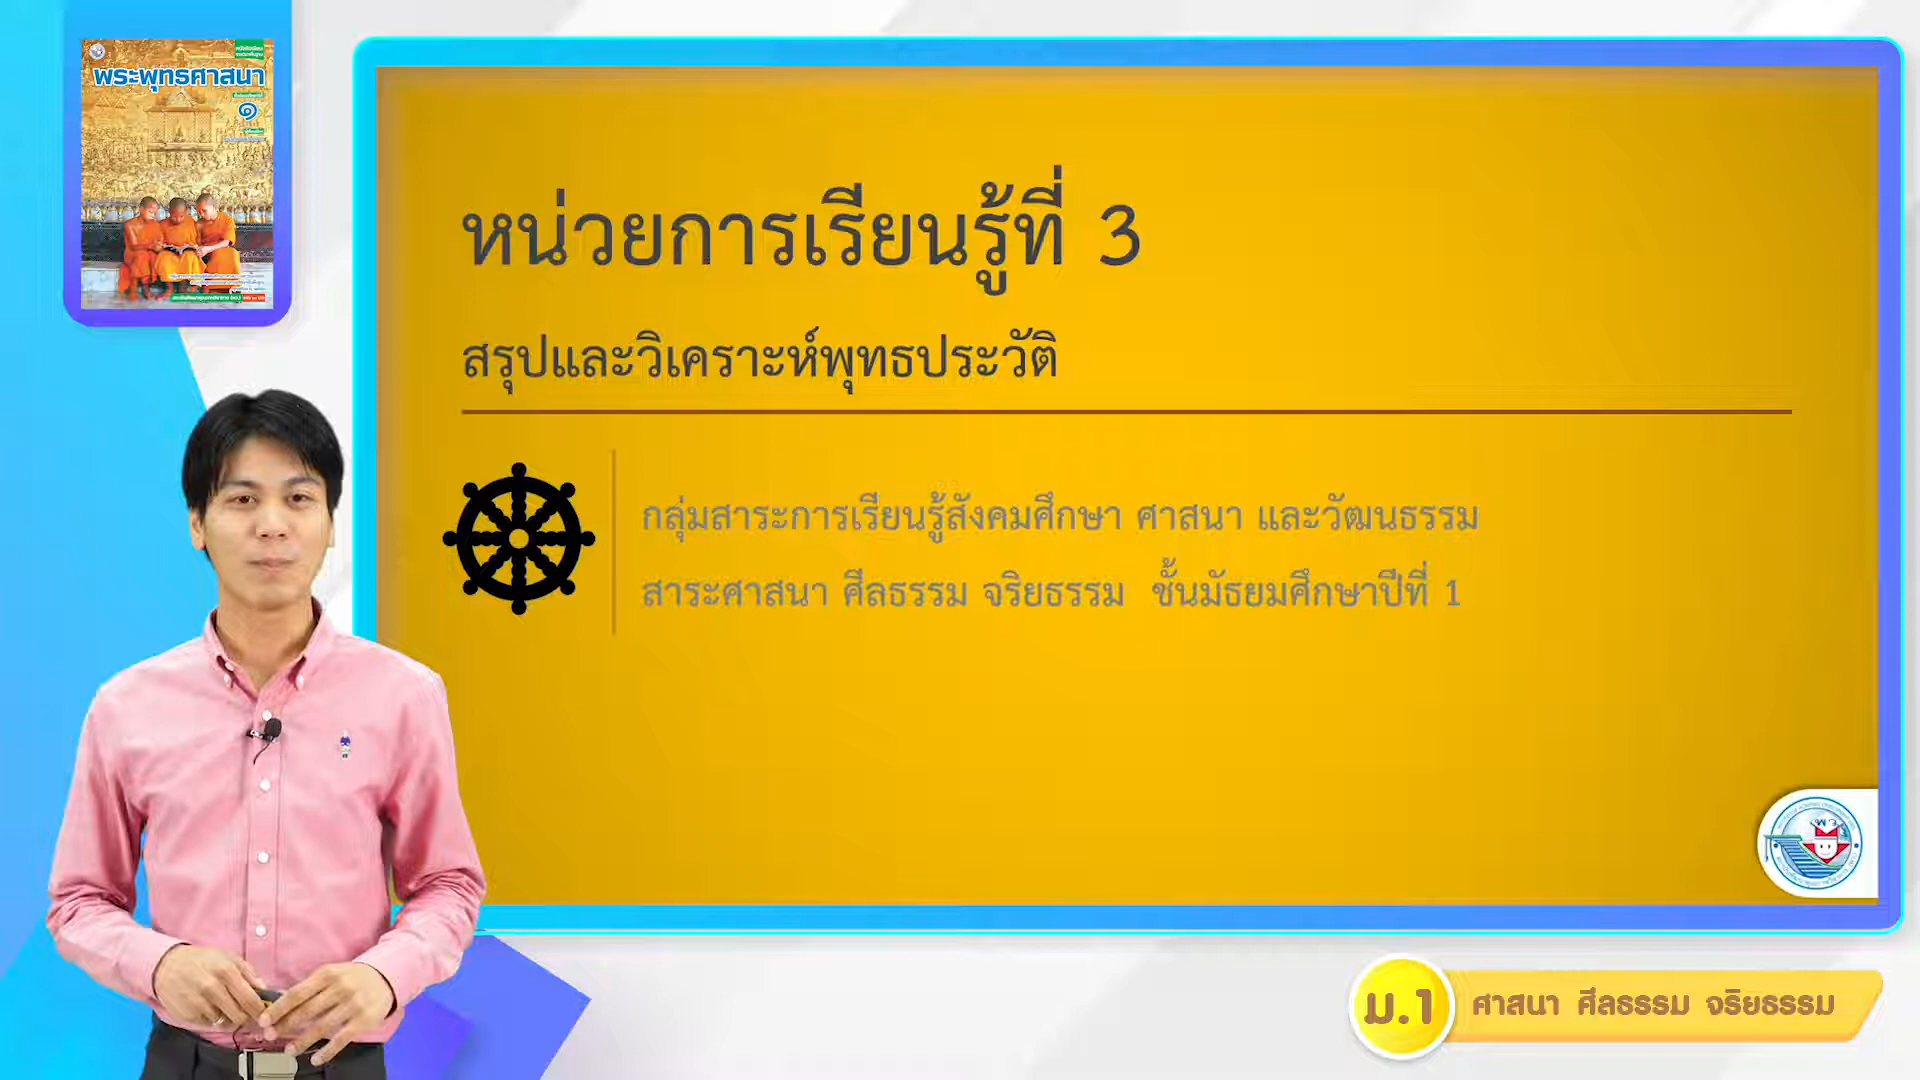 พระพุทธศาสนา
๑
หน่วยการเรียนรู้ที่ 3
สรุปและวิเคราะห์พุทธประวัติ
กลุ่มสาระการเรียนรู้สังคมศึกษา ศาสนา และวัฒนธรรม
สาระศาสนา ศีลธรรม จริยธรรม ชั้นมัธยมศึกษาปีที่ 1
ม.1 ศาสนา ศีลธรรม จริยธรรม